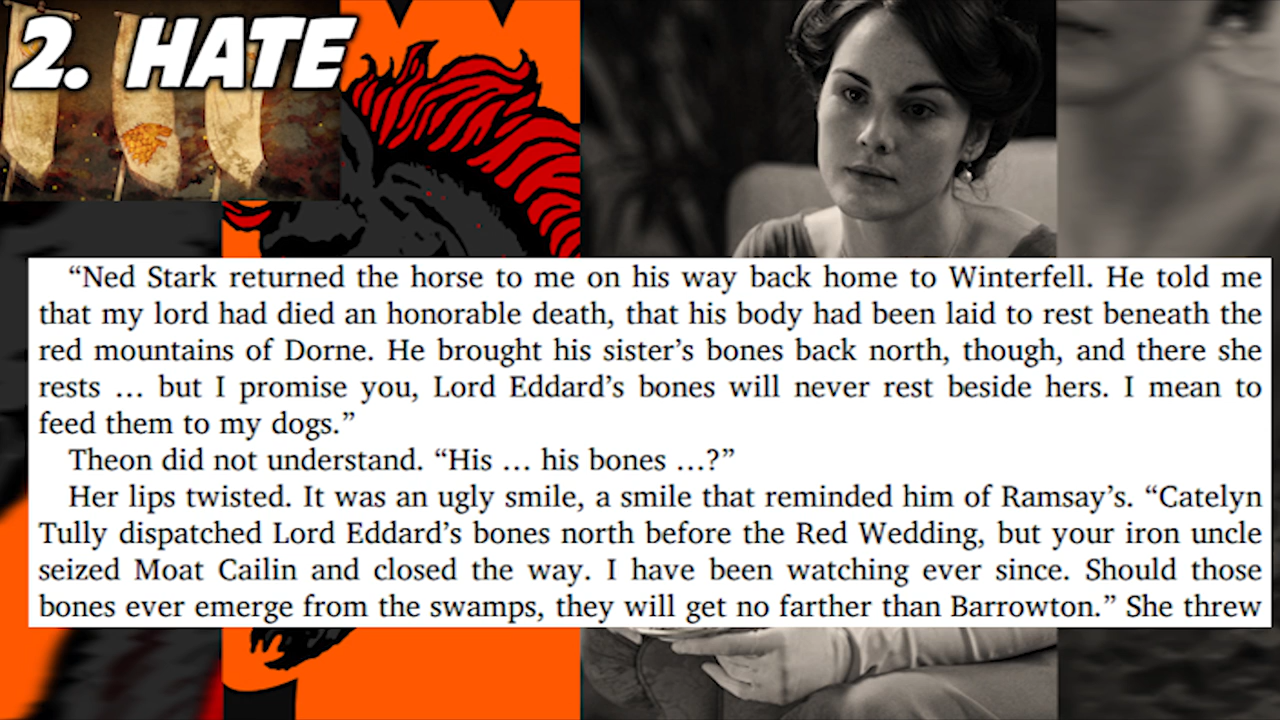 2. HATE
“Ned Stark returned the horse to me on his way back home to Winterfell. He told me
that my lord had died an honorable death, that his body had been laid to rest beneath the
red mountains of Dorne. He brought his sister’s bones back north, though, and there she
rests … but I promise you, Lord Eddard’s bones will never rest beside hers. I mean to
feed them to my dogs.”
Theon did not understand. “His … his bones …?”
Her lips twisted. It was an ugly smile, a smile that reminded him of Ramsay’s. “Catelyn
Tully dispatched Lord Eddard’s bones north before the Red Wedding, but your iron uncle
seized Moat Cailin and closed the way. I have been watching ever since. Should those
bones ever emerge from the swamps, they will get no farther than Barrowton.” She threw